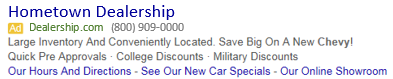 Hometown Dealership
Ad Dealership.com (800) 909-0000
Large Inventory And Conveniently Located. Save Big On A New Chevy!
Quick Pre Approvals · College Discounts · Military Discounts
Our Hours And Directions - See Our New Car Specials - Our Online Showroom